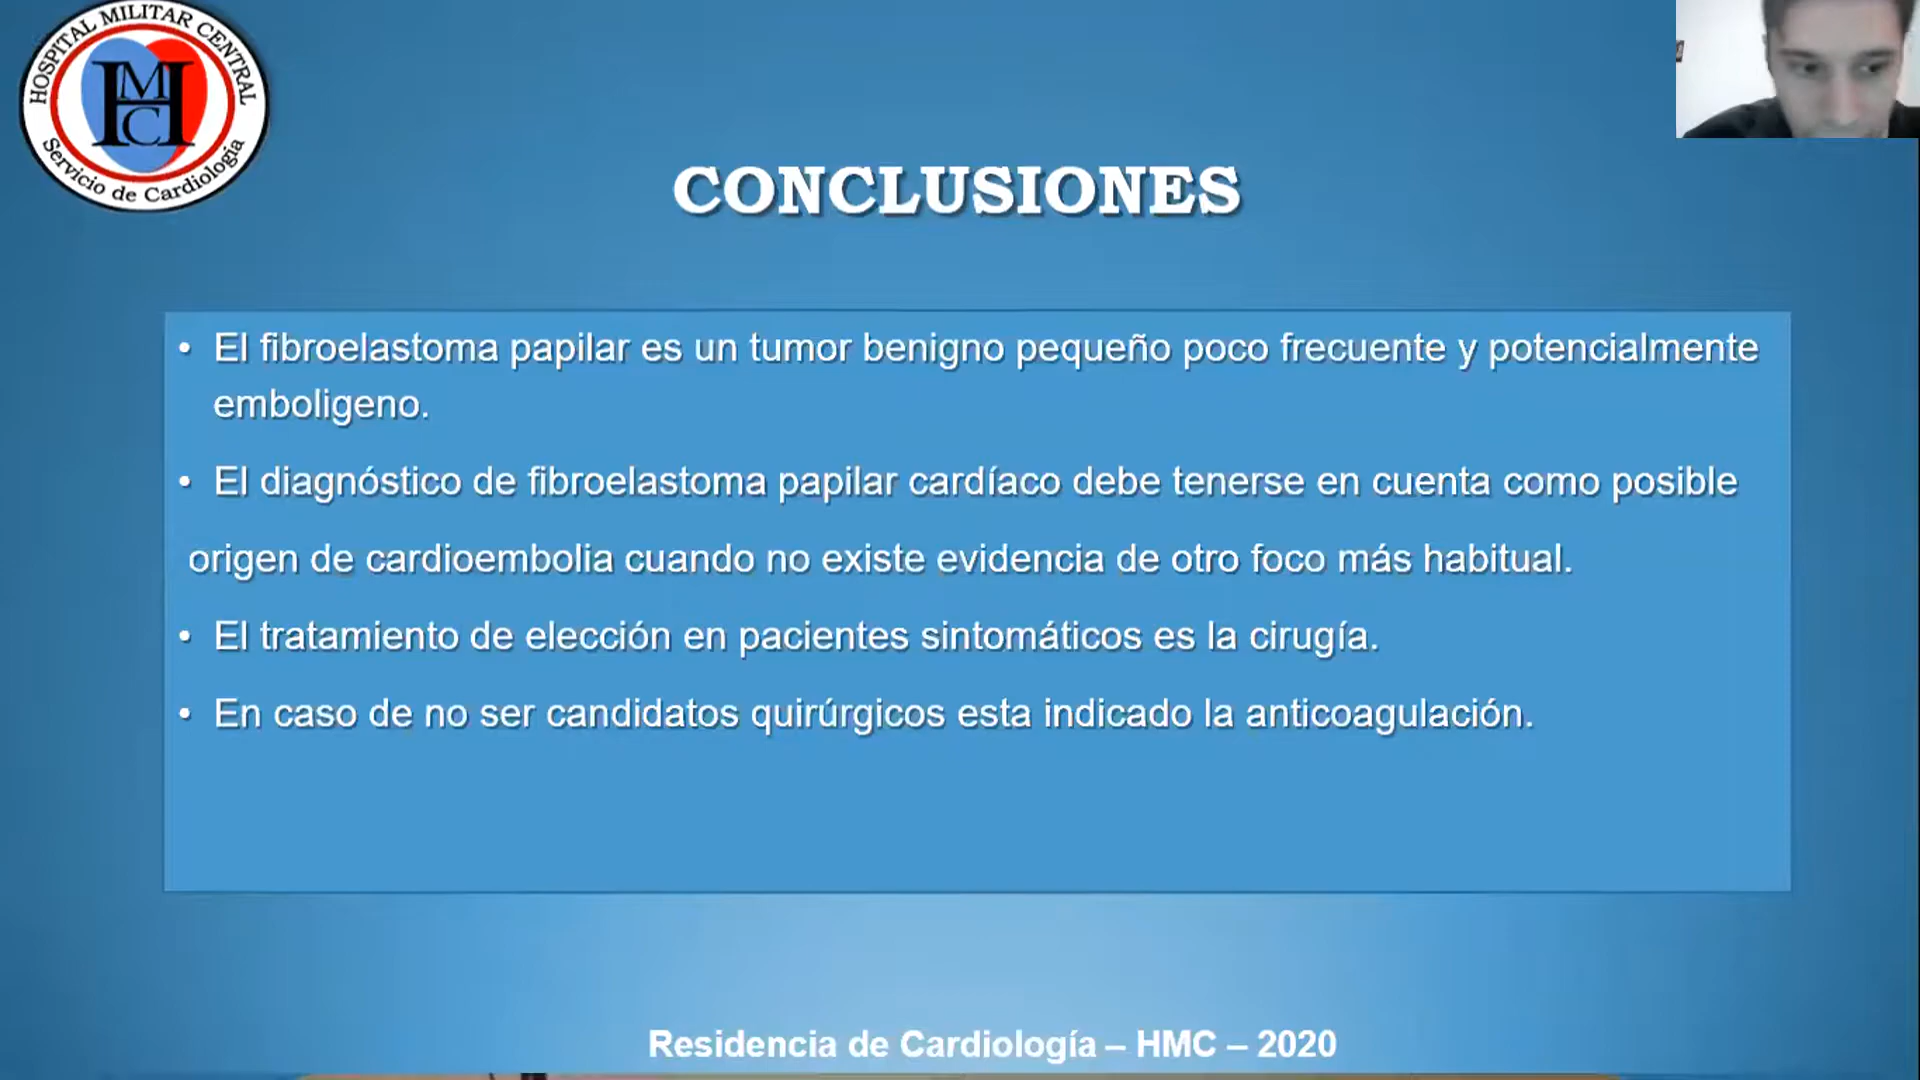 HOSPITAL MILITAR CENTRAL
HMC
Servicio de Cardiología
CONCLUSIONES
• El fibroelastoma papilar es un tumor benigno pequeño poco frecuente y potencialmente
emboligeno.
• El diagnóstico de fibroelastoma papilar cardíaco debe tenerse en cuenta como posible
origen de cardioembolia cuando no existe evidencia de otro foco más habitual.
• El tratamiento de elección en pacientes sintomáticos es la cirugía.
• En caso de no ser candidatos quirúrgicos esta indicado la anticoagulación.
Residencia de Cardiología – HMC – 2020